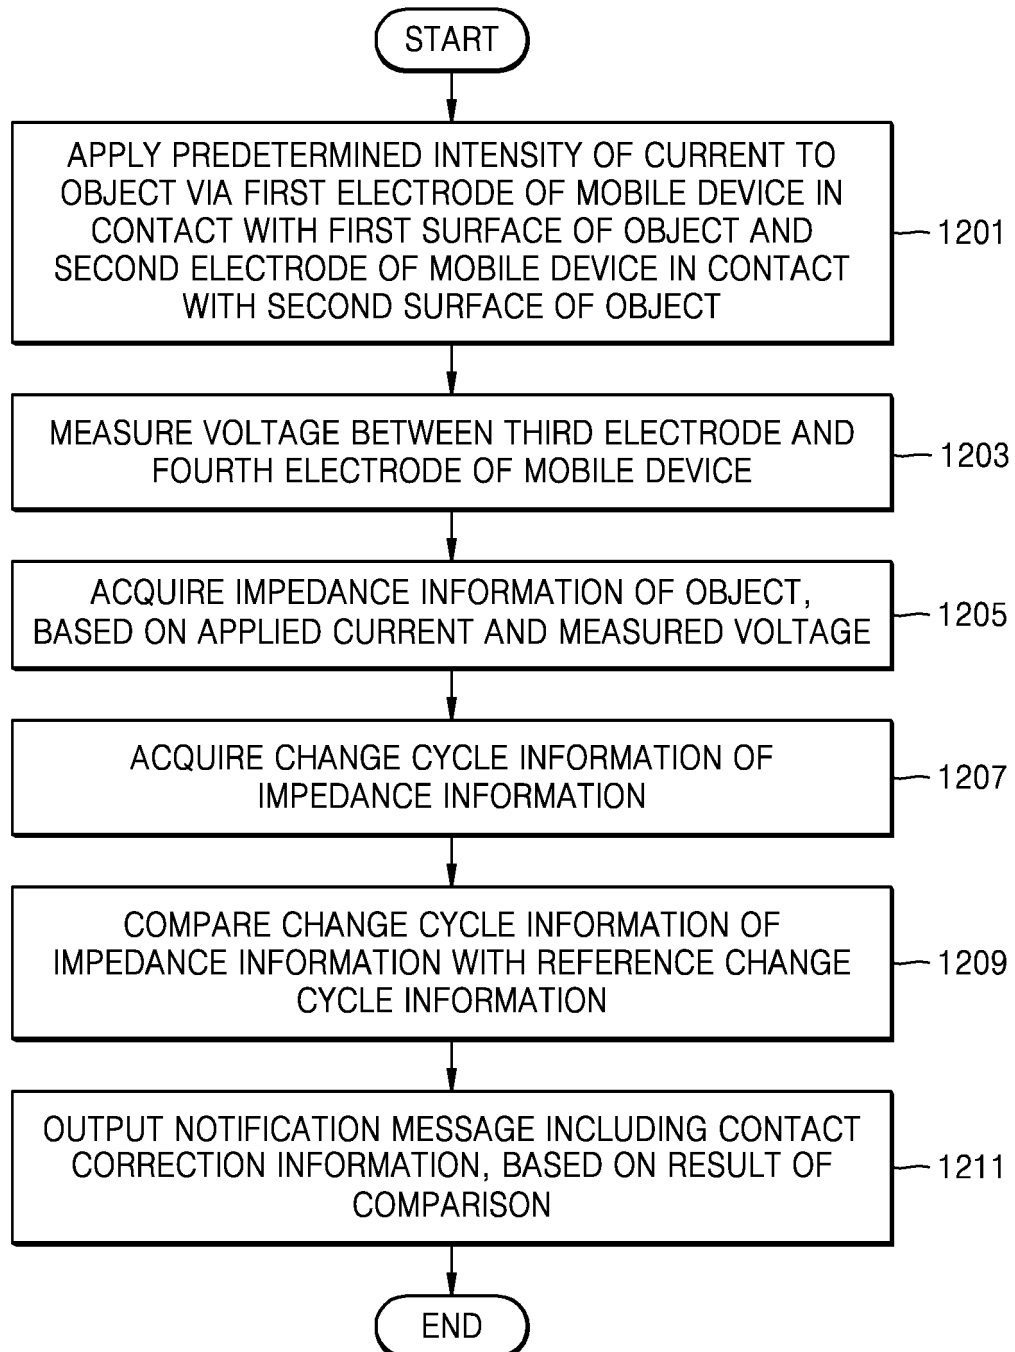 START
APPLY PREDETERMINED INTENSITY OF CURRENT TO
OBJECT VIA FIRST ELECTRODE OF MOBILE DEVICE IN
CONTACT WITH FIRST SURFACE OF OBJECT AND
SECOND ELECTRODE OF MOBILE DEVICE IN CONTACT
WITH SECOND SURFACE OF OBJECT
1201
MEASURE VOLTAGE BETWEEN THIRD ELECTRODE AND
FOURTH ELECTRODE OF MOBILE DEVICE
1203
ACQUIRE IMPEDANCE INFORMATION OF OBJECT,
BASED ON APPLIED CURRENT AND MEASURED VOLTAGE
1205
ACQUIRE CHANGE CYCLE INFORMATION OF
IMPEDANCE INFORMATION
1207
COMPARE CHANGE CYCLE INFORMATION OF
IMPEDANCE INFORMATION WITH REFERENCE CHANGE
CYCLE INFORMATION
1209
OUTPUT NOTIFICATION MESSAGE INCLUDING CONTACT
CORRECTION INFORMATION, BASED ON RESULT OF
COMPARISON
1211
END